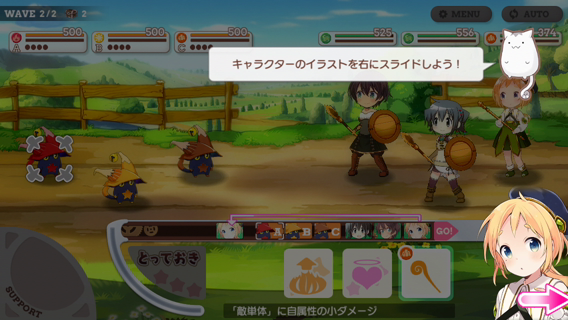 WAVE 2/2 2
MENU
AUTO
500
500
500
525
556
374
A
B
C
キャラクターのイラストを右にスライドしよう！
A
B
C
GO!
とっておき
SUPPORT
「敵単体」に自属性の小ダメージ